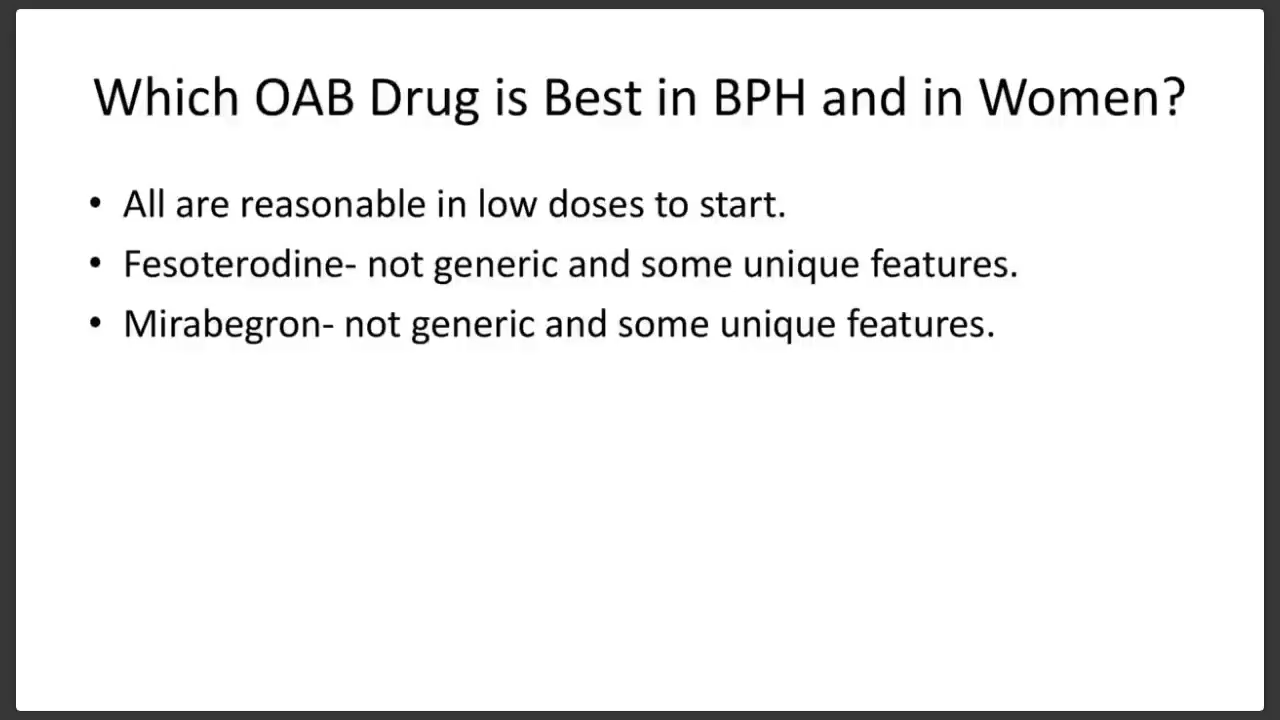 Which OAB Drug is Best in BPH and in Women?
• All are reasonable in low doses to start.
• Fesoterodine- not generic and some unique features.
• Mirabegron- not generic and some unique features.